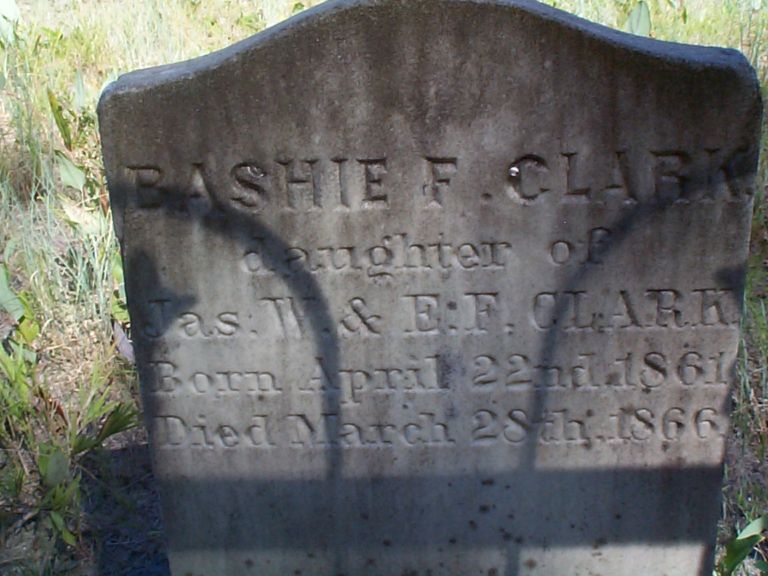 BASHIE F. CLARK.
daughter of
Jas. W. & E. F. CLARK
Born April 22nd. 1861
Died March 28th. 1866.